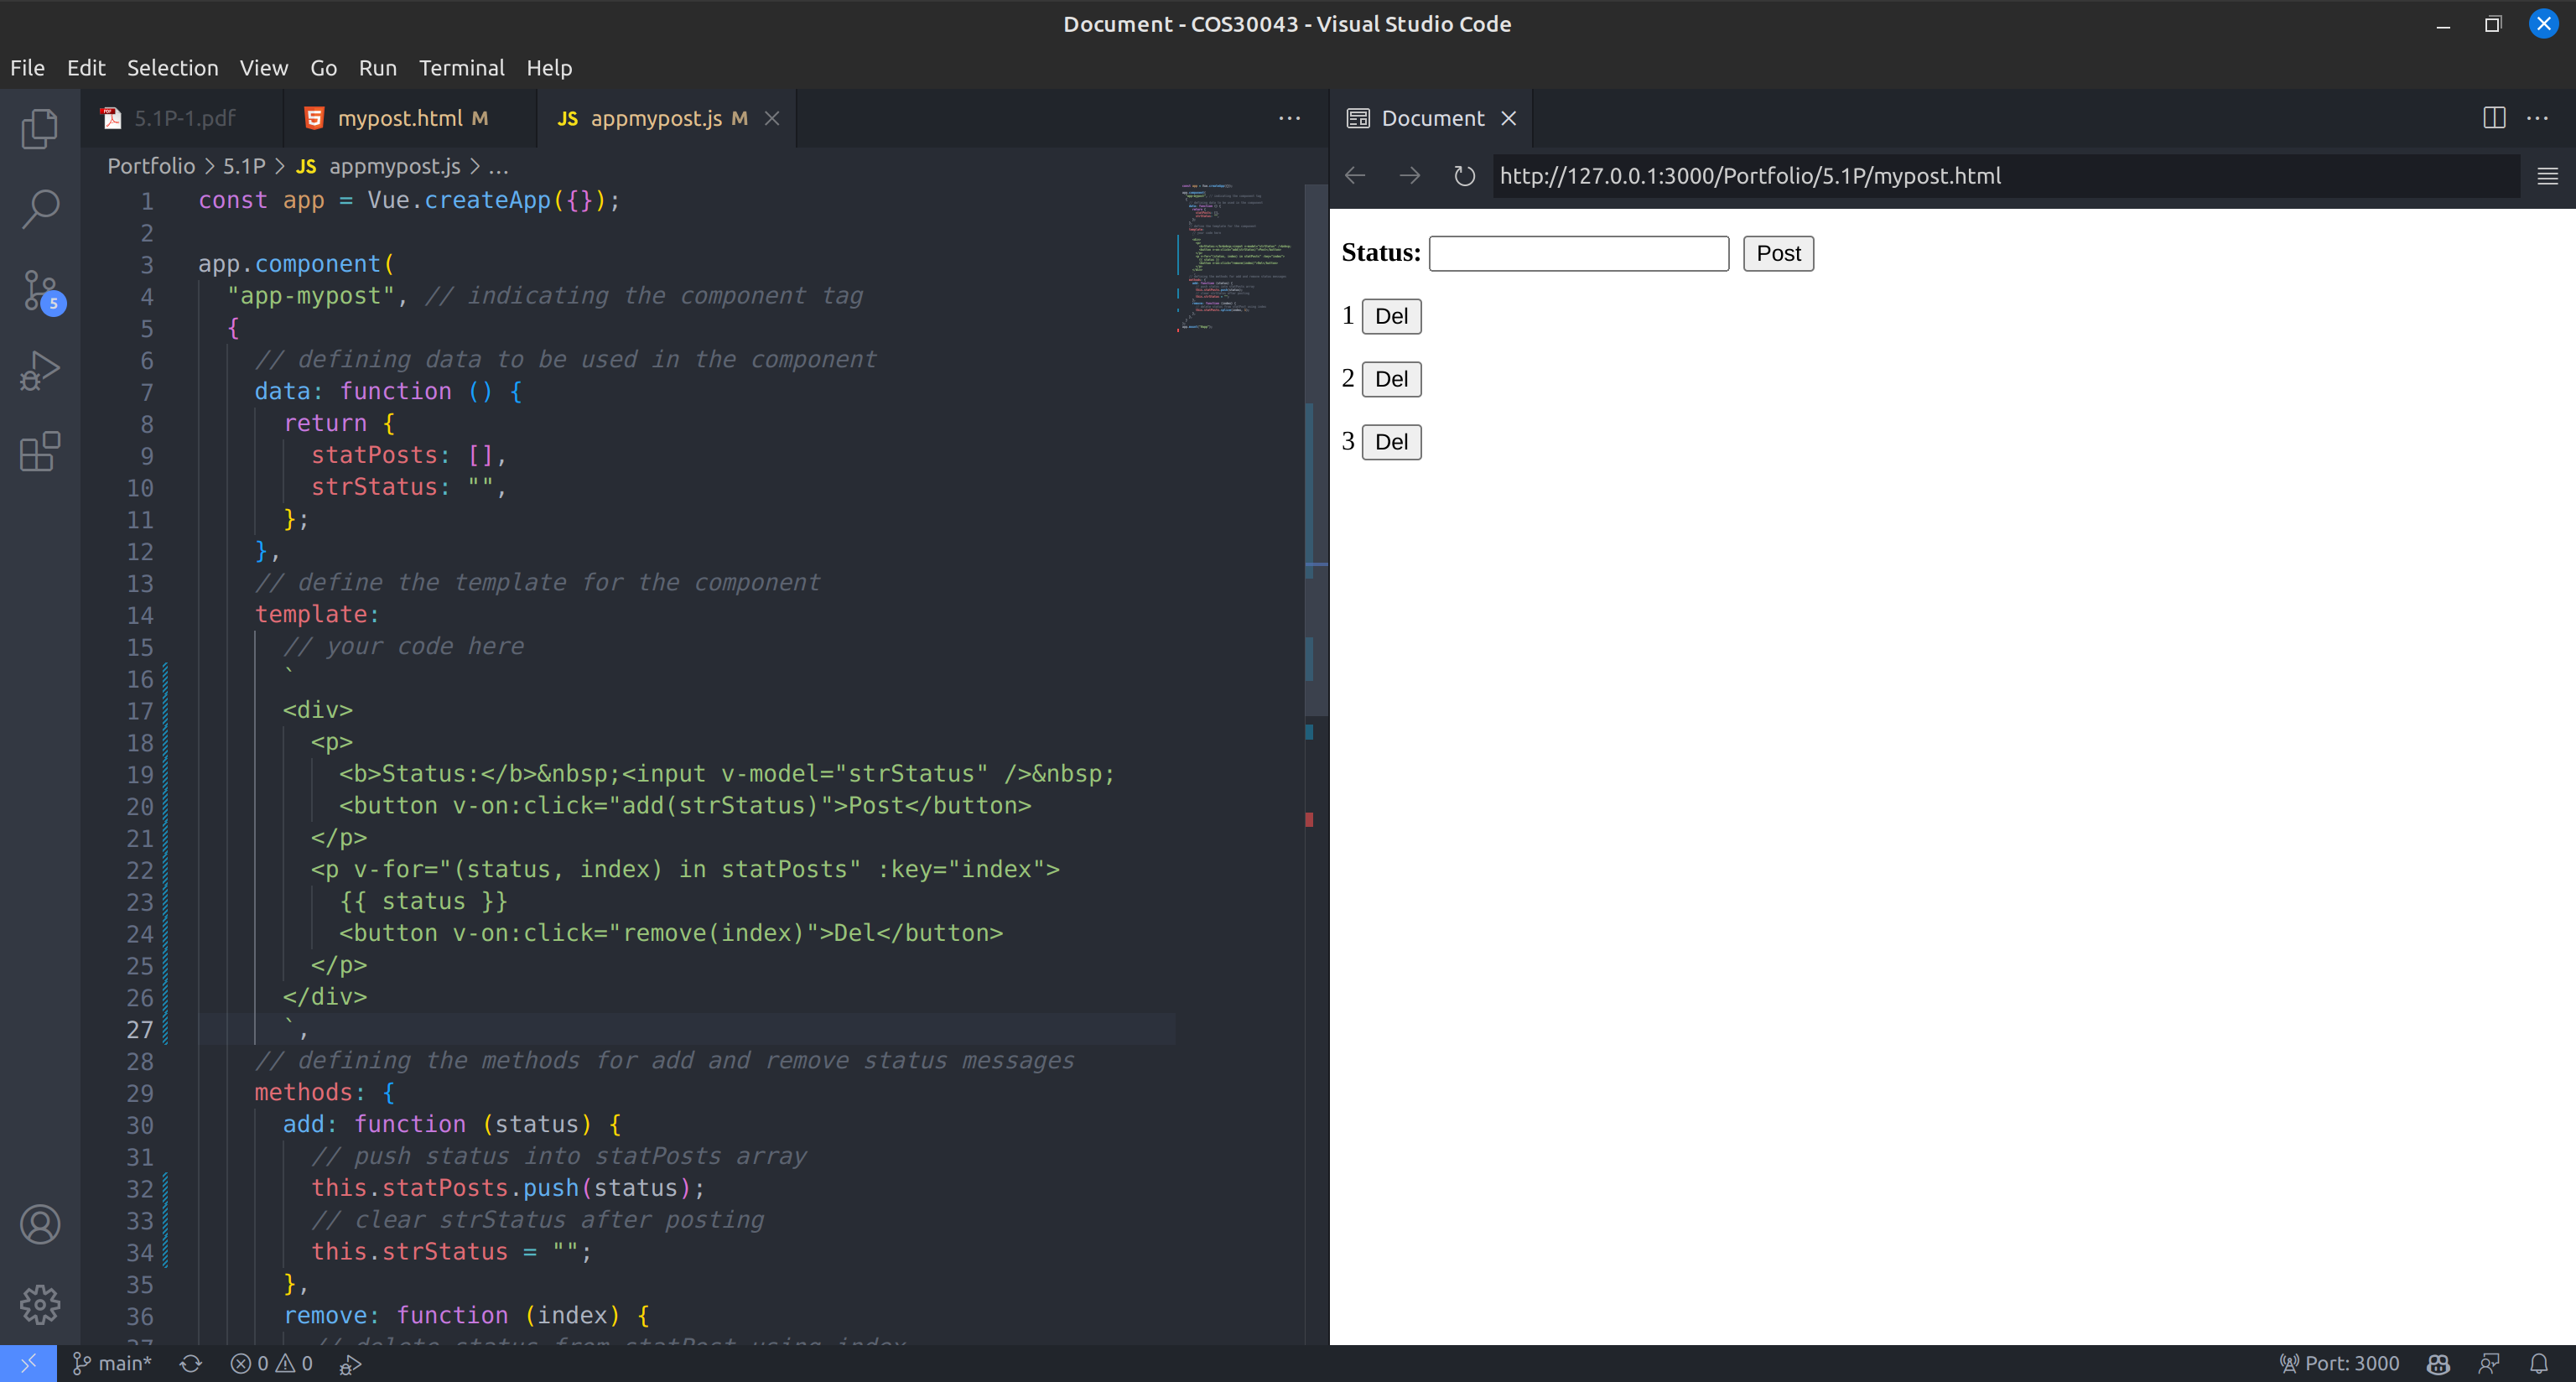 Document - COS30043 - Visual Studio Code
File Edit Selection View Go Run Terminal Help
5.1P-1.pdf mypost.html M JS appmypost.js M ···
Portfolio > 5.1P > JS appmypost.js > ...
1 const app = Vue.createApp({});
2
3 app.component(
4 "app-mypost", // indicating the component tag
5 {
6 // defining data to be used in the component
7 data: function () {
8 return {
9 statPosts: [],
10 strStatus: "",
11 };
12 },
13 // define the template for the component
14 template:
15 // your code here
16 `
17 <div>
18 <p>
19 <b>Status:</b>&nbsp;<input v-model="strStatus" />&nbsp;
20 <button v-on:click="add(strStatus)">Post</button>
21 </p>
22 <p v-for="(status, index) in statPosts" :key="index">
23 {{ status }}
24 <button v-on:click="remove(index)">Del</button>
25 </p>
26 </div>
27 `,
28 // defining the methods for add and remove status messages
29 methods: {
30 add: function (status) {
31 // push status into statPosts array
32 this.statPosts.push(status);
33 // clear strStatus after posting
34 this.strStatus = "";
35 },
36 remove: function (index) {
37 // delete status from statPost using index
5
Document
http://127.0.0.1:3000/Portfolio/5.1P/mypost.html
Status: Post
1 Del
2 Del
3 Del
main* 0 0 Port: 3000